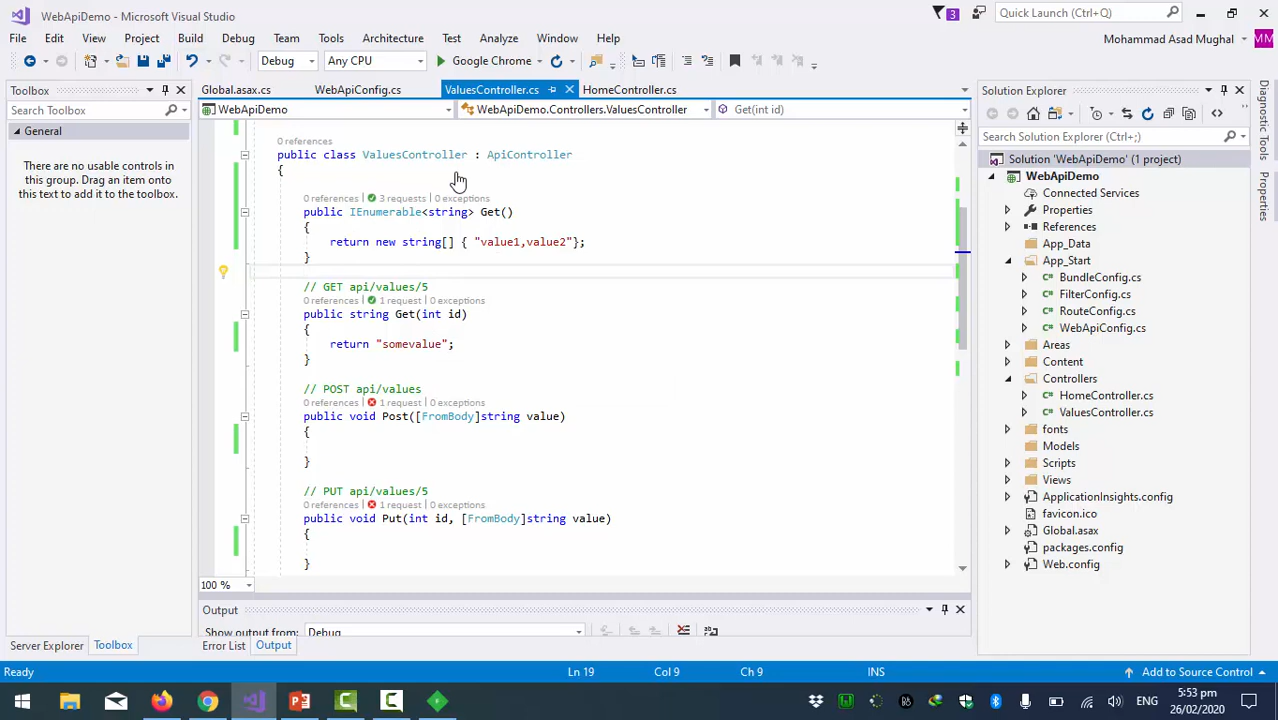 WebApiDemo - Microsoft Visual Studio
3
Quick Launch (Ctrl+Q)
File Edit View Project Build Debug Team Tools Architecture Test Analyze Window Help
Mohammad Asad Mughal
MM
Debug Any CPU Google Chrome
Toolbox
Search Toolbox
General
There are no usable controls in
this group. Drag an item onto
this text to add it to the toolbox.
Server Explorer Toolbox
Global.asax.cs WebApiConfig.cs ValuesController.cs HomeController.cs
WebApiDemo WebApiDemo.Controllers.ValuesController Get(int id)
0 references
public class ValuesController : ApiController
{
0 references | 3 requests | 0 exceptions
public IEnumerable<string> Get()
{
return new string[] { "value1,value2"};
}
// GET api/values/5
0 references | 1 request | 0 exceptions
public string Get(int id)
{
return "somevalue";
}
// POST api/values
0 references | 1 request | 0 exceptions
public void Post([FromBody]string value)
{
}
// PUT api/values/5
0 references | 1 request | 0 exceptions
public void Put(int id, [FromBody]string value)
{
}
100 %
Output
Show output from: Debug
Error List Output
Solution Explorer
Search Solution Explorer (Ctrl+;)
Solution 'WebApiDemo' (1 project)
WebApiDemo
Connected Services
Properties
References
App_Data
App_Start
BundleConfig.cs
FilterConfig.cs
RouteConfig.cs
WebApiConfig.cs
Areas
Content
Controllers
HomeController.cs
ValuesController.cs
fonts
Models
Scripts
Views
ApplicationInsights.config
favicon.ico
Global.asax
packages.config
Web.config
Diagnostic Tools
Properties
Ready Ln 19 Col 9 Ch 9 INS Add to Source Control
ENG
5:53 pm
26/02/2020